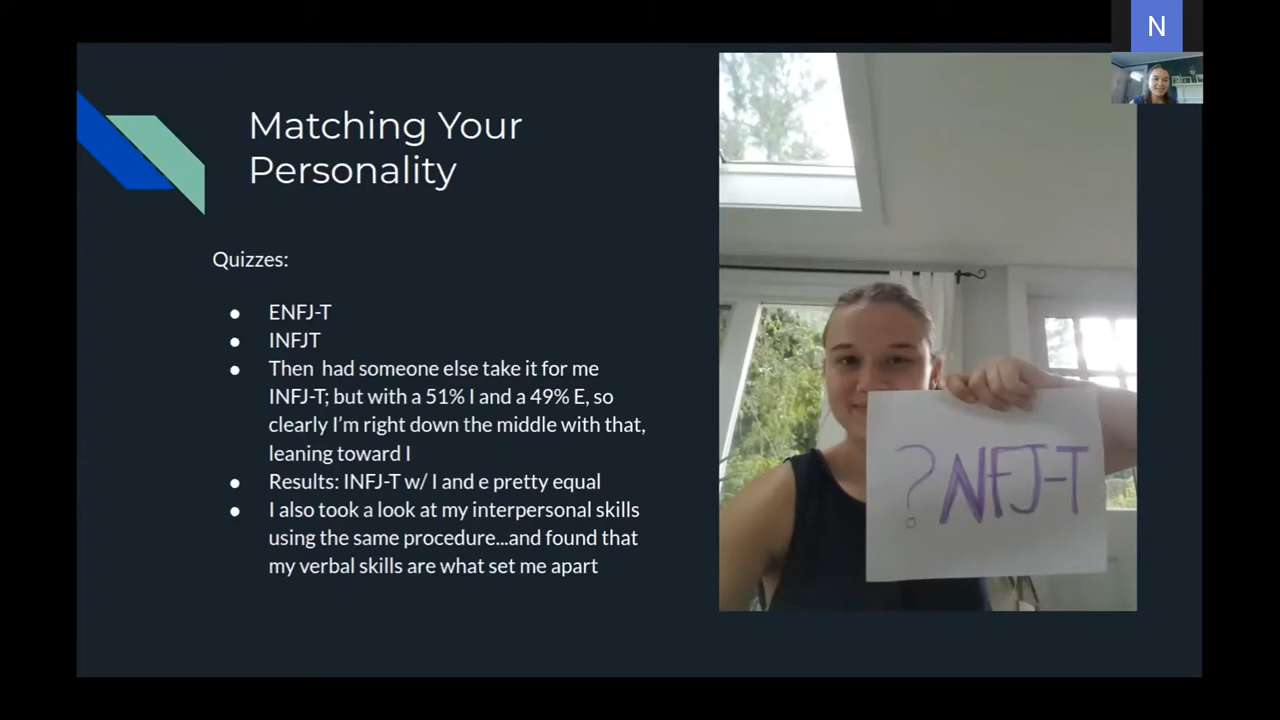 N
Matching Your
Personality
Quizzes:
● ENFJ-T
● INFJT
● Then had someone else take it for me
INFJ-T; but with a 51% I and a 49% E, so
clearly I'm right down the middle with that,
leaning toward I
● Results: INFJ-T w/ I and e pretty equal
● I also took a look at my interpersonal skills
using the same procedure...and found that
my verbal skills are what set me apart
?NFJ-T